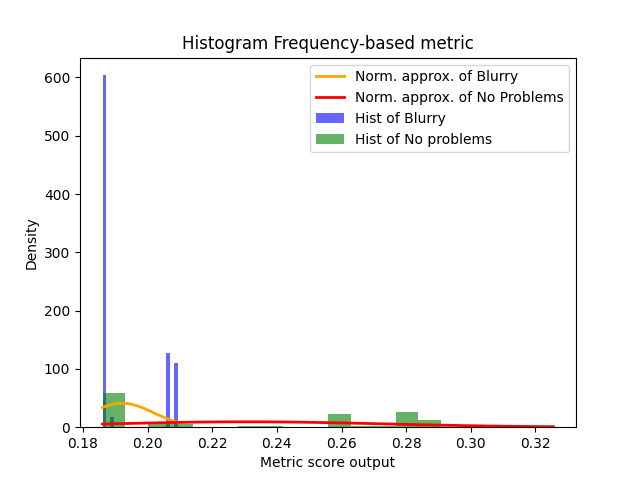 Histogram Frequency-based metric
Norm. approx. of Blurry
Norm. approx. of No Problems
Hist of Blurry
Hist of No problems
600
500
400
300
200
100
0
Density
0.18 0.20 0.22 0.24 0.26 0.28 0.30 0.32
Metric score output